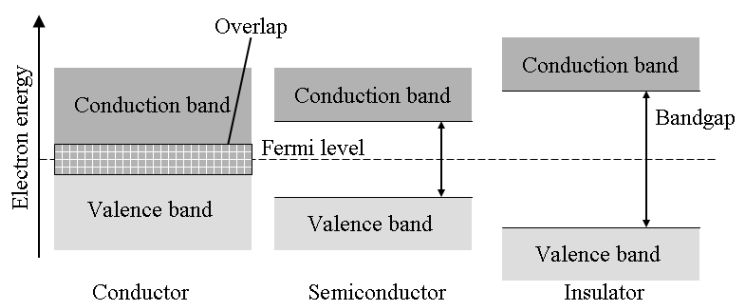 Overlap
Electron energy
Conduction band
Conduction band
Conduction band
Bandgap
Fermi level
Valence band
Valence band
Valence band
Conductor
Semiconductor
Insulator